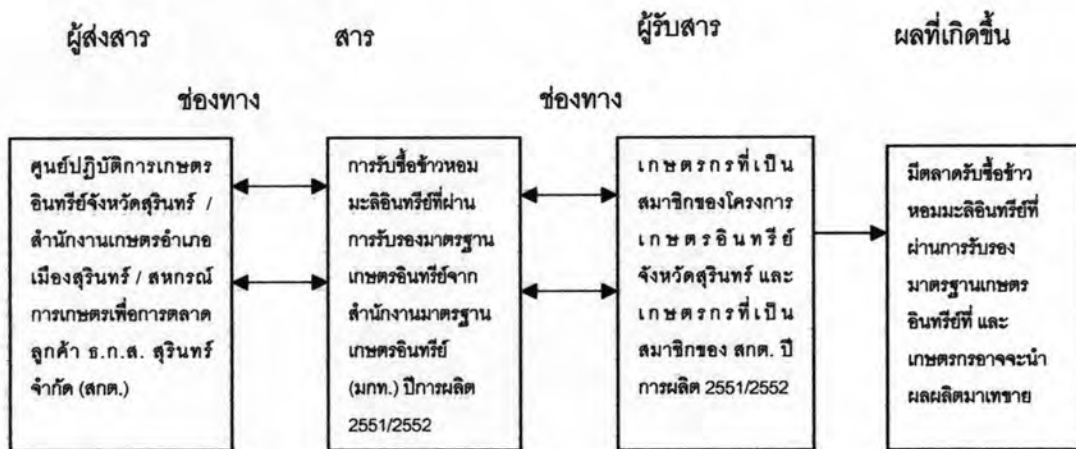 ผู้ส่งสาร
สาร
ผู้รับสาร
ผลที่เกิดขึ้น
ช่องทาง
ช่องทาง
ศูนย์ปฏิบัติการเกษตร
อินทรีย์จังหวัดสุรินทร์ /
สำนักงานเกษตรอำเภอ
เมืองสุรินทร์ / สหกรณ์
การเกษตรเพื่อการตลาด
ลูกค้า ธ.ก.ส. สุรินทร์
จำกัด (สกต.)
การรับซื้อข้าวหอม
มะลิอินทรีย์ที่ผ่าน
การรับรองมาตรฐาน
เกษตรอินทรีย์จาก
สำนักงานมาตรฐาน
เกษตรอินทรีย์
(มกท.) ปีการผลิต
2551/2552
เกษตรกรที่เป็น
สมาชิกของโครงการ
เกษตรอินทรีย์
จังหวัดสุรินทร์ และ
เกษตรกรที่เป็น
สมาชิกของ สกต. ปี
การผลิต 2551/2552
มีตลาดรับซื้อข้าว
หอมมะลิอินทรีย์ที่
ผ่านการรับรอง
มาตรฐานเกษตร
อินทรีย์ที่ และ
เกษตรกรอาจจะนำ
ผลผลิตมาเทขาย